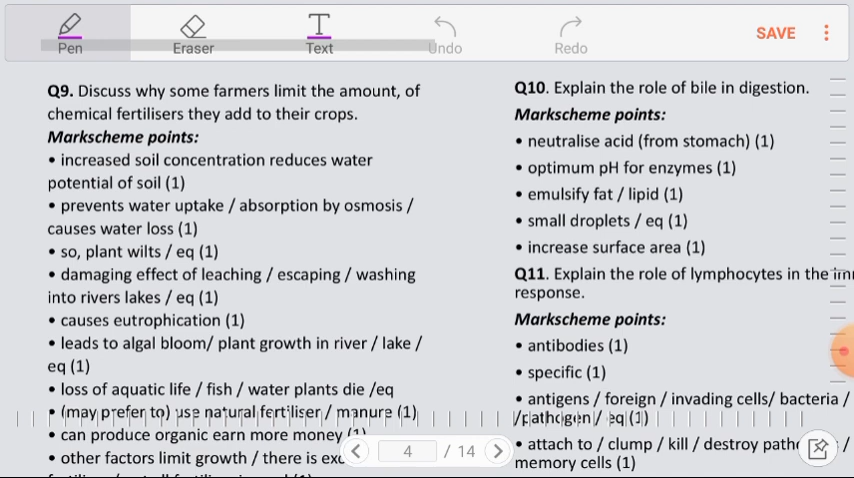 Pen
Eraser
Text
Undo
Redo
SAVE
Q9. Discuss why some farmers limit the amount, of
chemical fertilisers they add to their crops.
Markscheme points:
• increased soil concentration reduces water
potential of soil (1)
• prevents water uptake / absorption by osmosis /
causes water loss (1)
• so, plant wilts / eq (1)
• damaging effect of leaching / escaping / washing
into rivers lakes / eq (1)
• causes eutrophication (1)
• leads to algal bloom/ plant growth in river / lake /
eq (1)
• loss of aquatic life / fish / water plants die /eq
• (may prefer to) use natural fertiliser / manure (1)
• can produce organic earn more money (1)
• other factors limit growth / there is
Q10. Explain the role of bile in digestion.
Markscheme points:
• neutralise acid (from stomach) (1)
• optimum pH for enzymes (1)
• emulsify fat / lipid (1)
• small droplets / eq (1)
• increase surface area (1)
Q11. Explain the role of lymphocytes in the
response.
Markscheme points:
• antibodies (1)
• specific (1)
• antigens / foreign / invading cells/ bacteria /
/pathogen / eq (1)
• attach to / clump / kill / destroy /
memory cells (1)
4 / 14